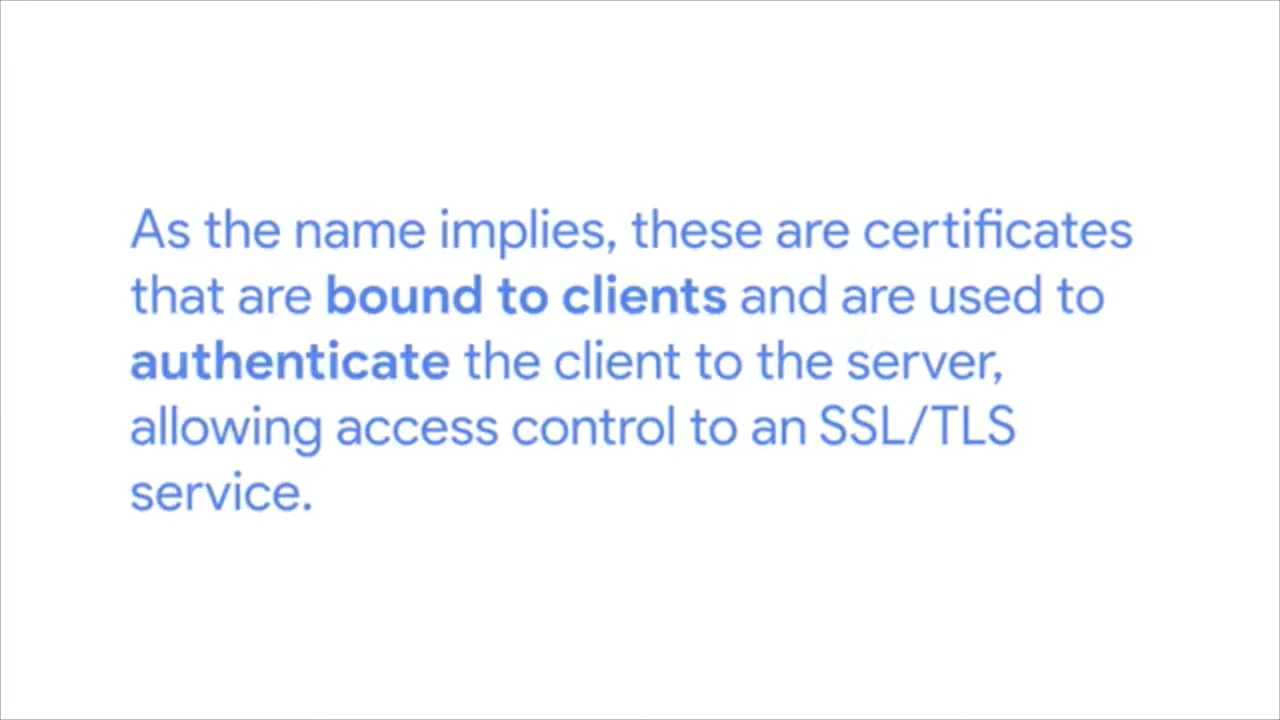 As the name implies, these are certificates
that are bound to clients and are used to
authenticate the client to the server,
allowing access control to an SSL/TLS
service.